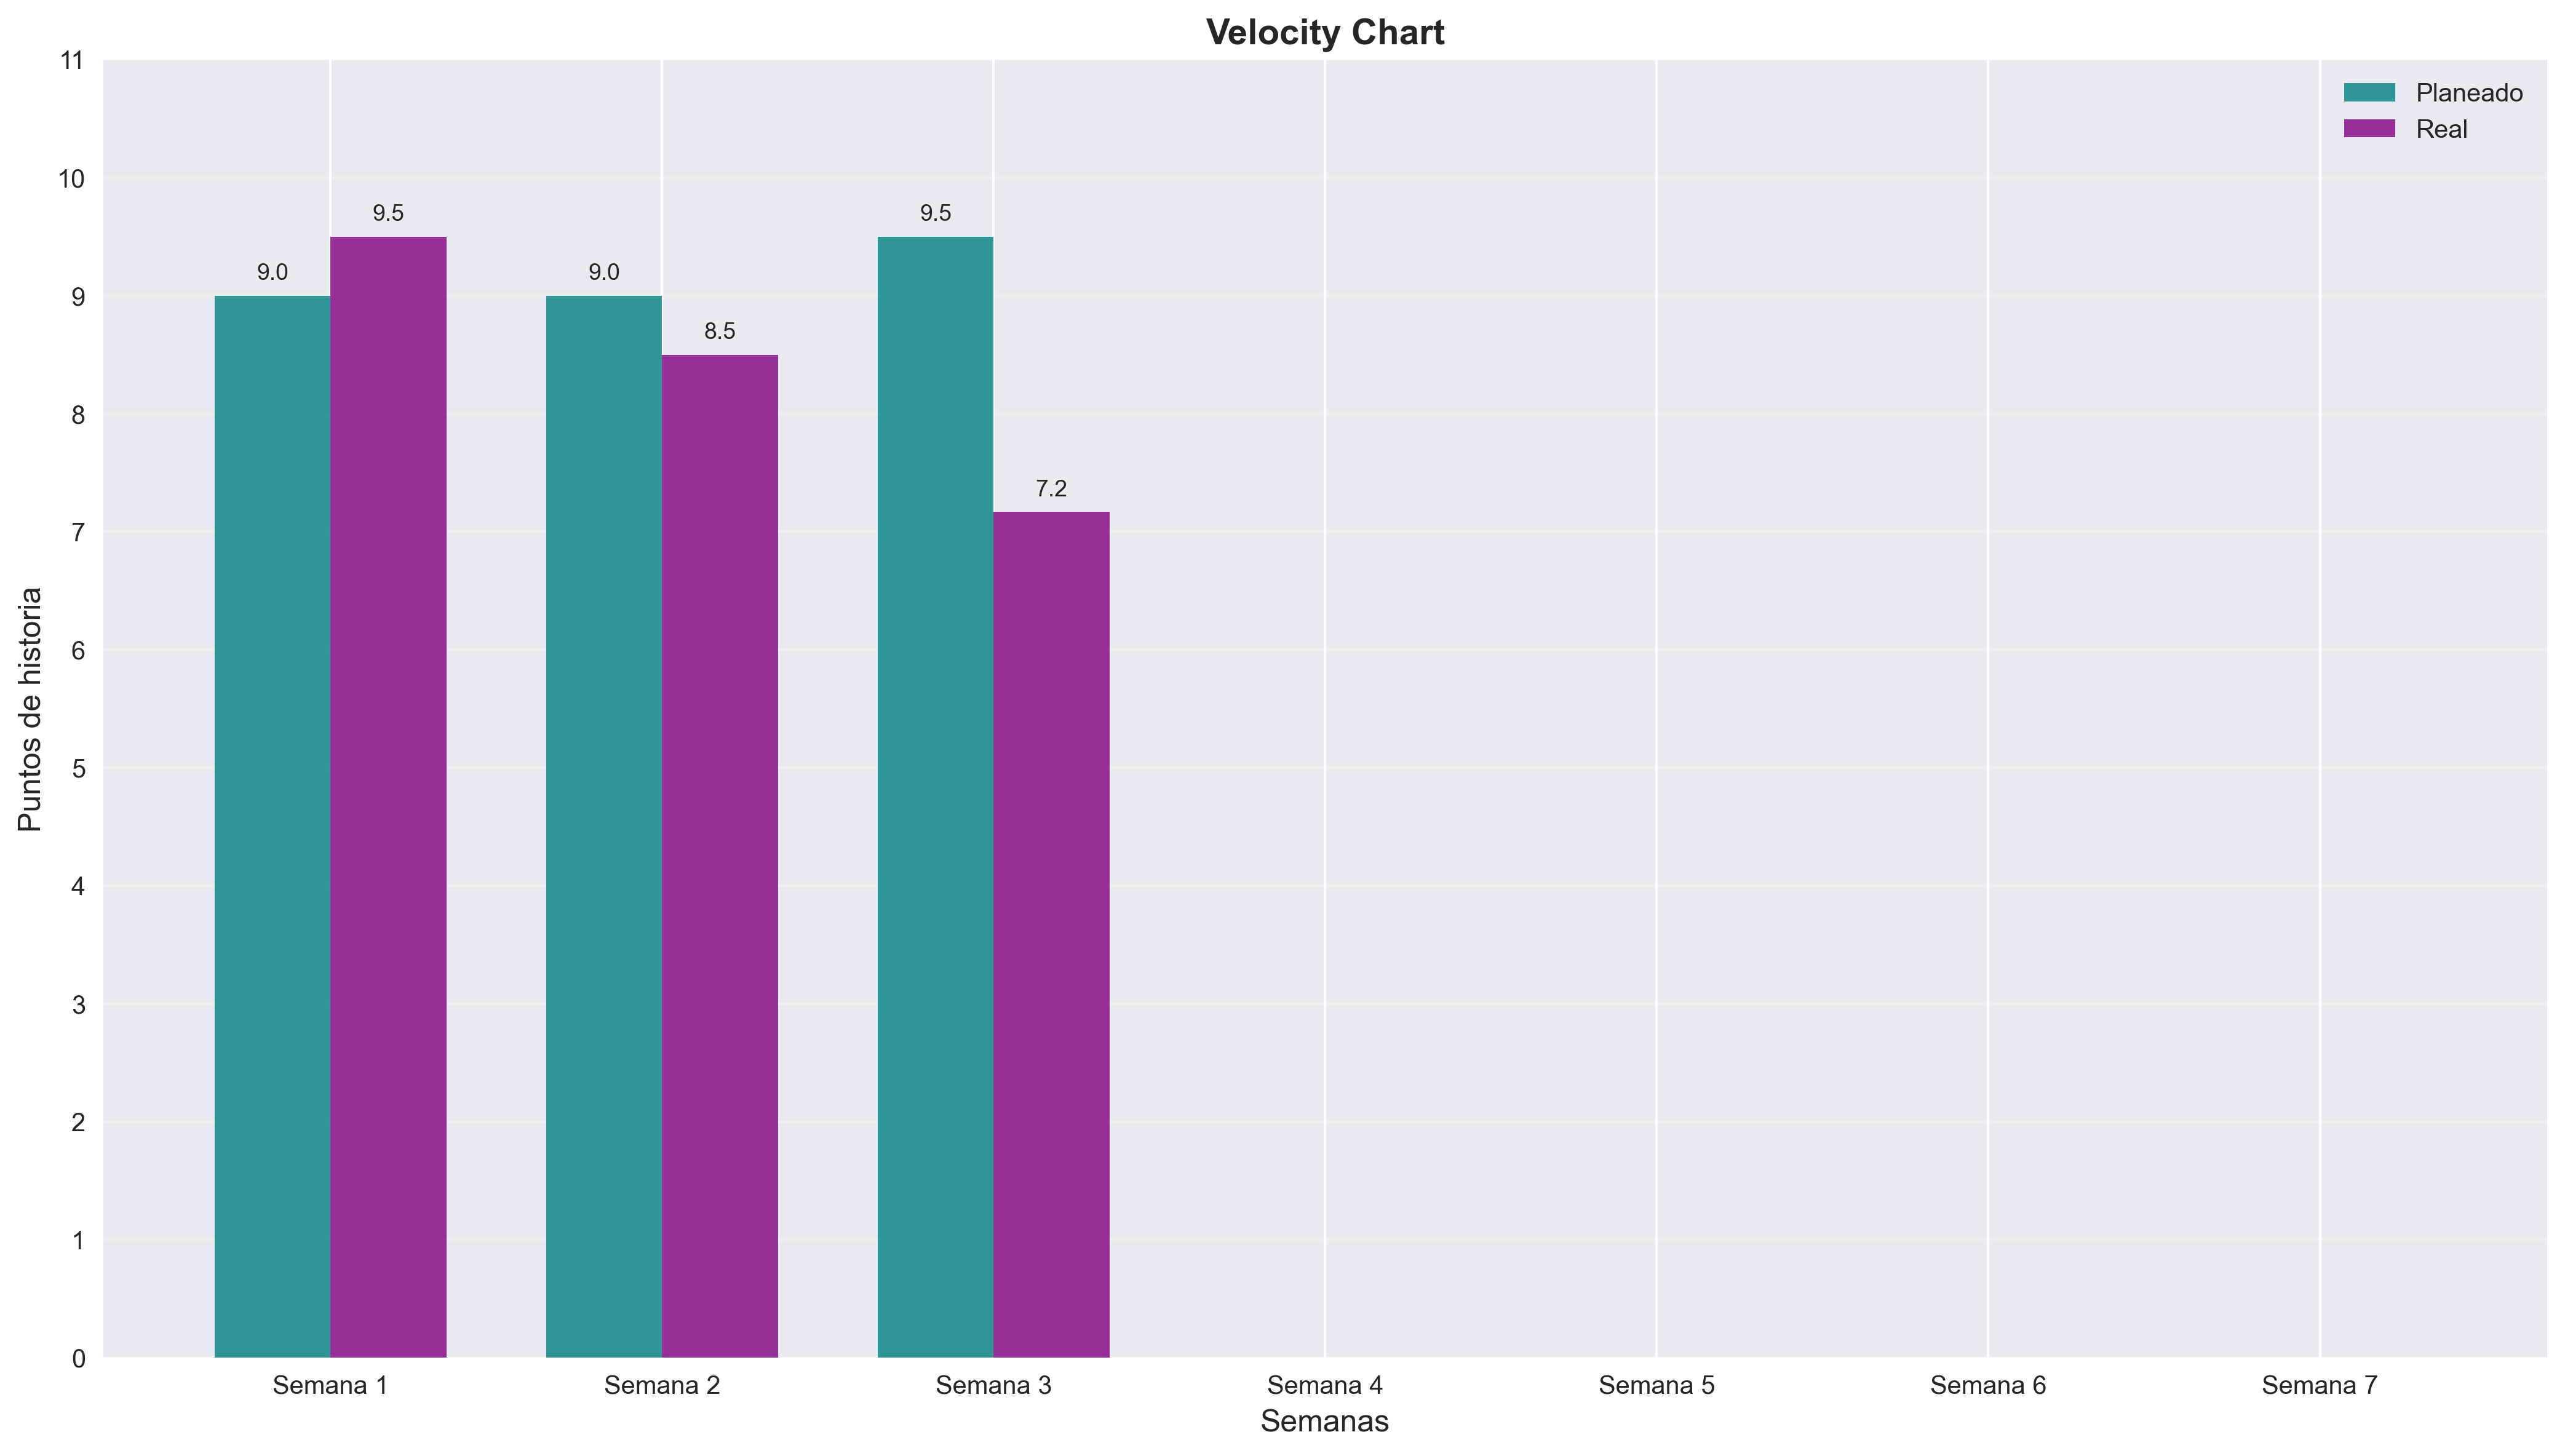 Velocity Chart
Planeado
Real
11
10
9
8
7
6
5
4
3
2
1
0
Puntos de historia
9.0
9.5
9.0
8.5
9.5
7.2
Semana 1
Semana 2
Semana 3
Semana 4
Semana 5
Semana 6
Semana 7
Semanas